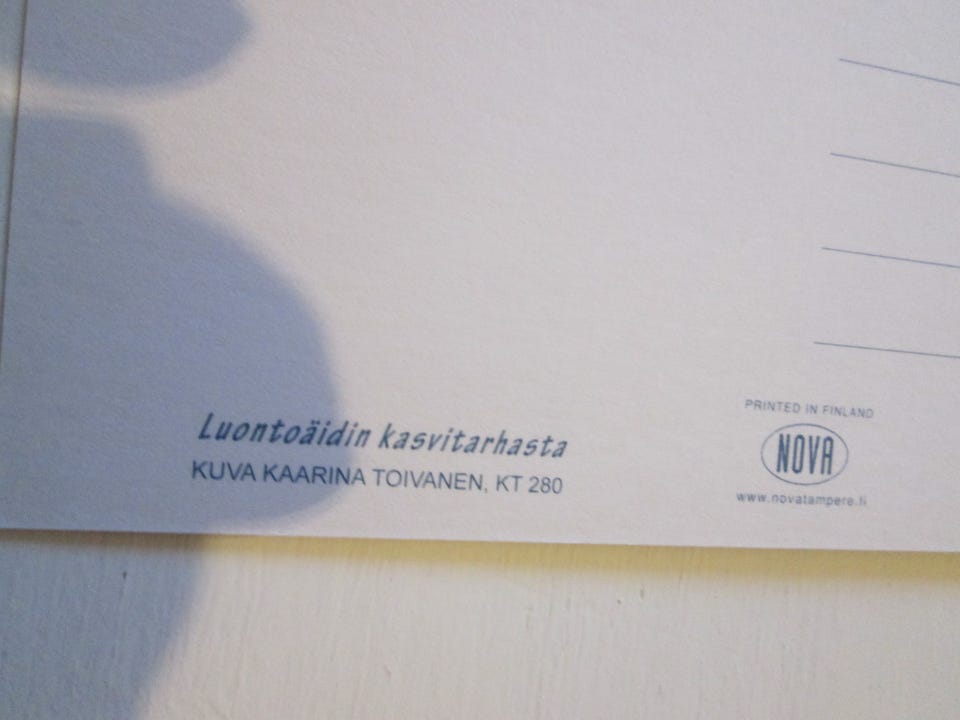 Luontoäidin kasvitarhasta
KUVA KAARINA TOIVANEN, KT 280
PRINTED IN FINLAND
NOVA
www.novatampere.fi